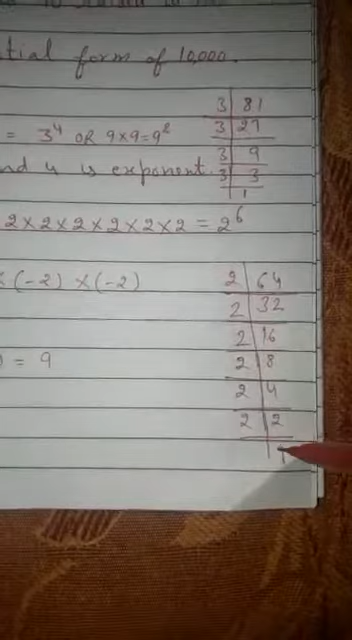 tial form of 10,000.
3 | 81
3 | 27
= 3⁴ OR 9×9=9²
3 | 9
nd 4 is exponent.
3 | 3
1
2×2×2×2×2×2×2 = 2⁶
×(-2) ×(-2)
2 | 64
2 | 32
2 | 16
) = 9
2 | 8
2 | 4
2 | 2
1